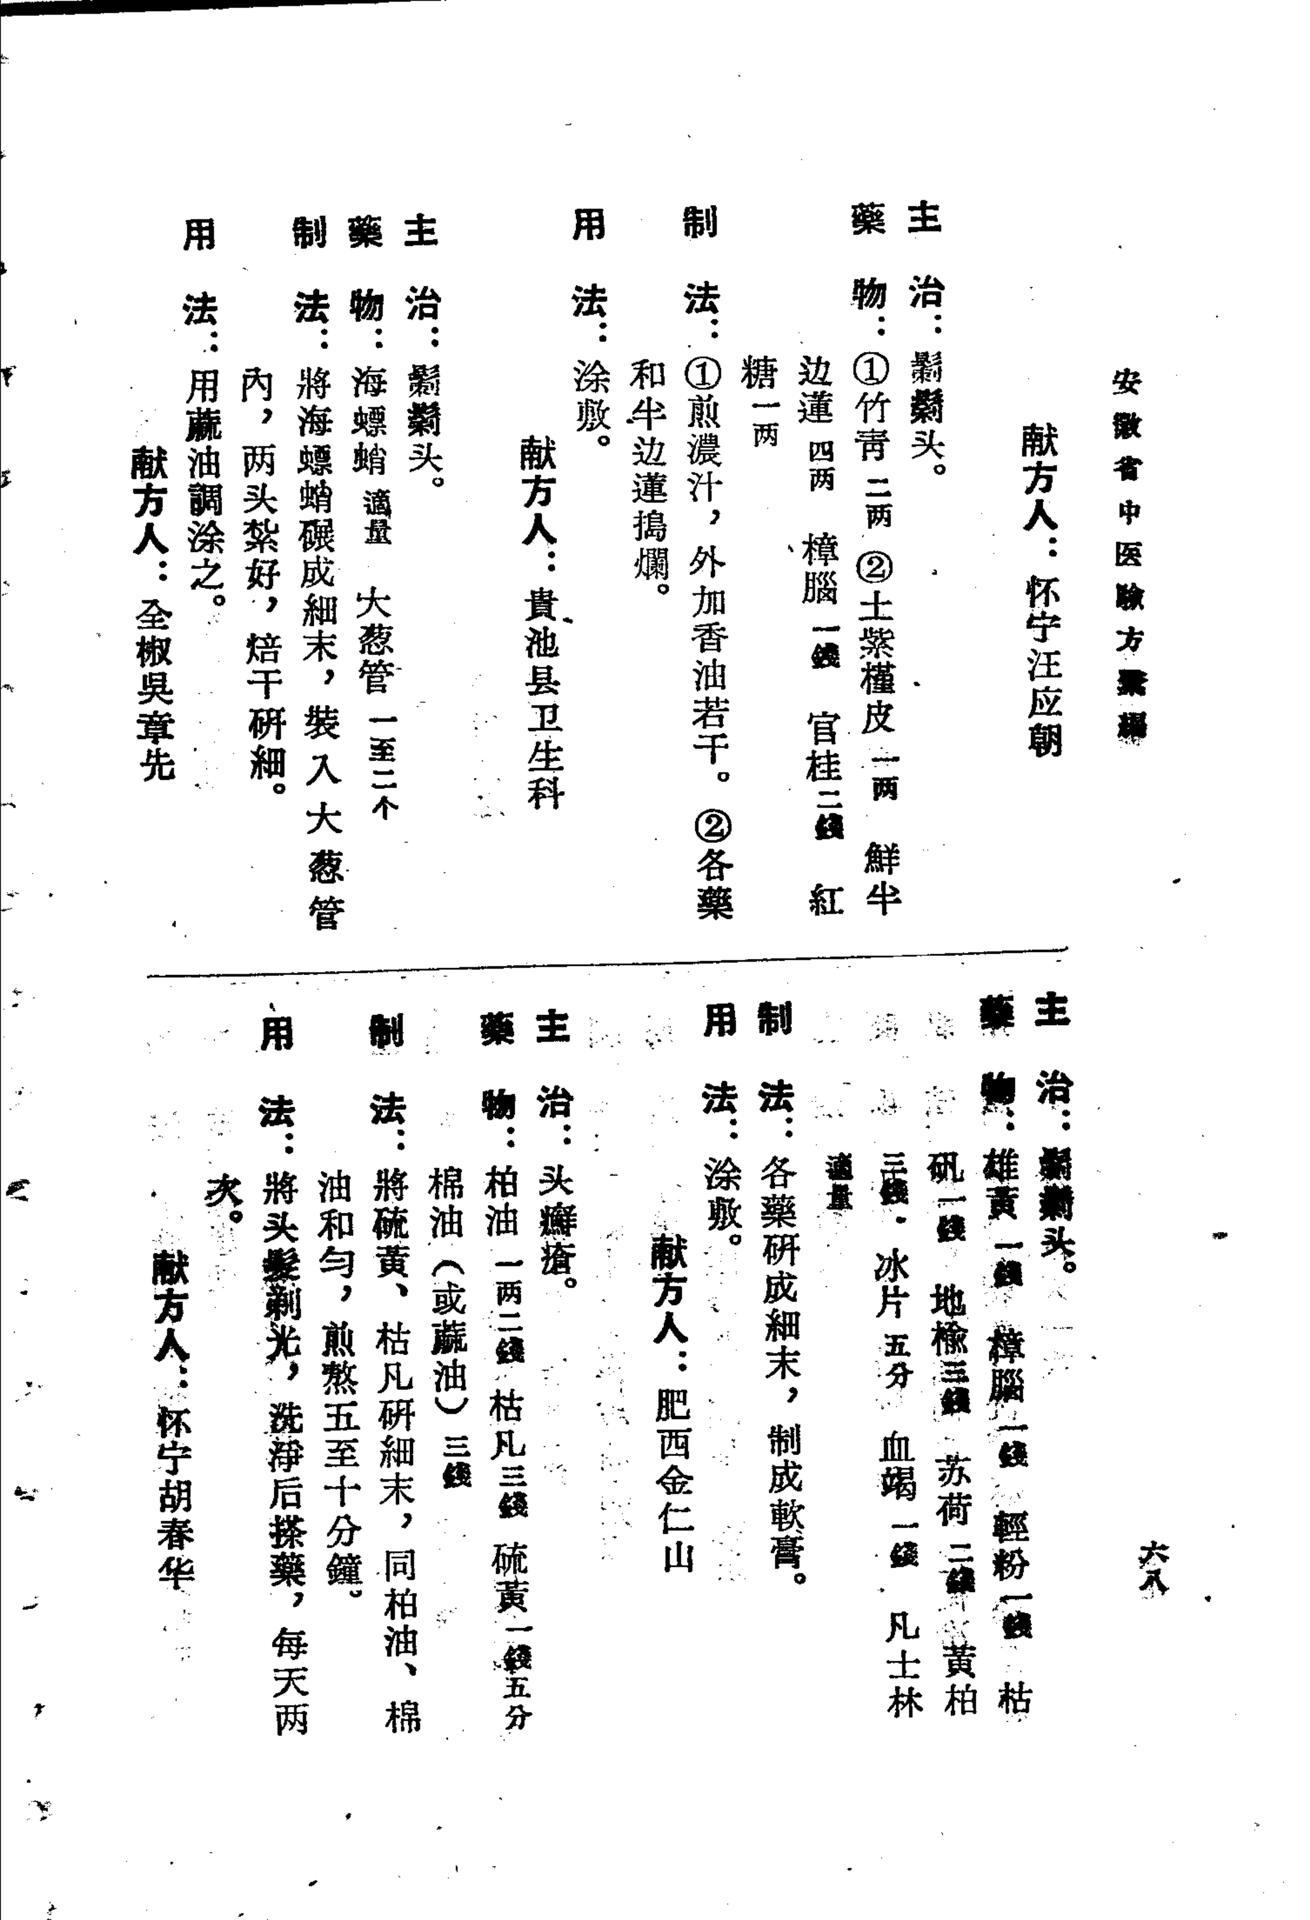 安徽省中医驗方彙編
六八
献方人：怀宁汪应朝
主　治：鬎鬁头。
藥　物：①竹靑二两　②土紫槿皮一两　鮮半
边蓮四两　樟腦一錢　官桂二錢　紅
糖一两
制　法：①煎濃汁，外加香油若干。②各藥
和半边蓮搗爛。
用　法：涂敷。
献方人：貴池县卫生科
主　治：鬎鬁头。
藥　物：海螵蛸適量　大葱管一至二个
制　法：將海螵蛸碾成細末，裝入大葱管
內，两头紮好，焙干研細。
用　法：用蔴油調涂之。
献方人：全椒吳章先
主　治：鬎鬁头。
藥　物：雄黃一錢　樟腦一錢　輕粉一錢　枯
矾一錢　地楡三錢　苏荷二錢　黃柏
三錢　冰片五分　血竭一錢　凡士林
適量
制　法：各藥研成細末，制成軟膏。
用　法：涂敷。
献方人：肥西金仁山
主　治：头癬瘡。
藥　物：柏油一两二錢　枯凡三錢　硫黃一錢五分
棉油（或蔴油）三錢
制　法：將硫黃、枯凡研細末，同柏油、棉
油和勻，煎熬五至十分鐘。
用　法：將头髮剃光，洗淨后搽藥，每天两
次。
献方人：怀宁胡春华